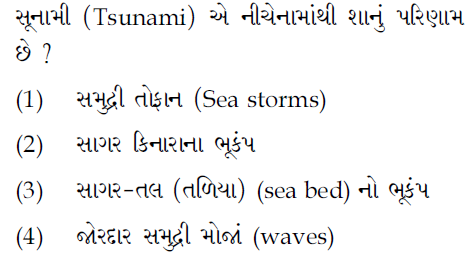 સૂનામી (Tsunami) એ નીચેનામાંથી શાનું પરિણામ
છે ?
(1) સમુદ્રી તોફાન (Sea storms)
(2) સાગર કિનારાના ભૂકંપ
(3) સાગર-તલ (તળિયા) (sea bed) નો ભૂકંપ
(4) જોરદાર સમુદ્રી મોજાં (waves)